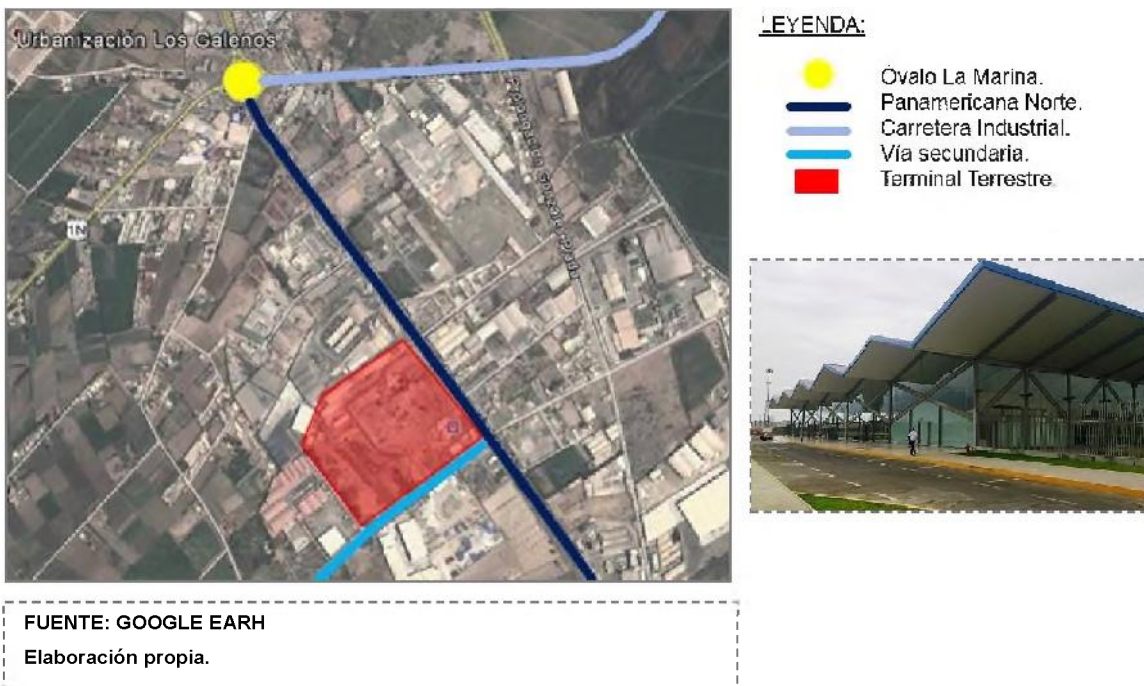 Urbanización Los Galenos
1N
LEYENDA:
Óvalo La Marina.
Panamericana Norte.
Carretera Industrial.
Vía secundaria.
Terminal Terrestre.
FUENTE: GOOGLE EARH
Elaboración propia.